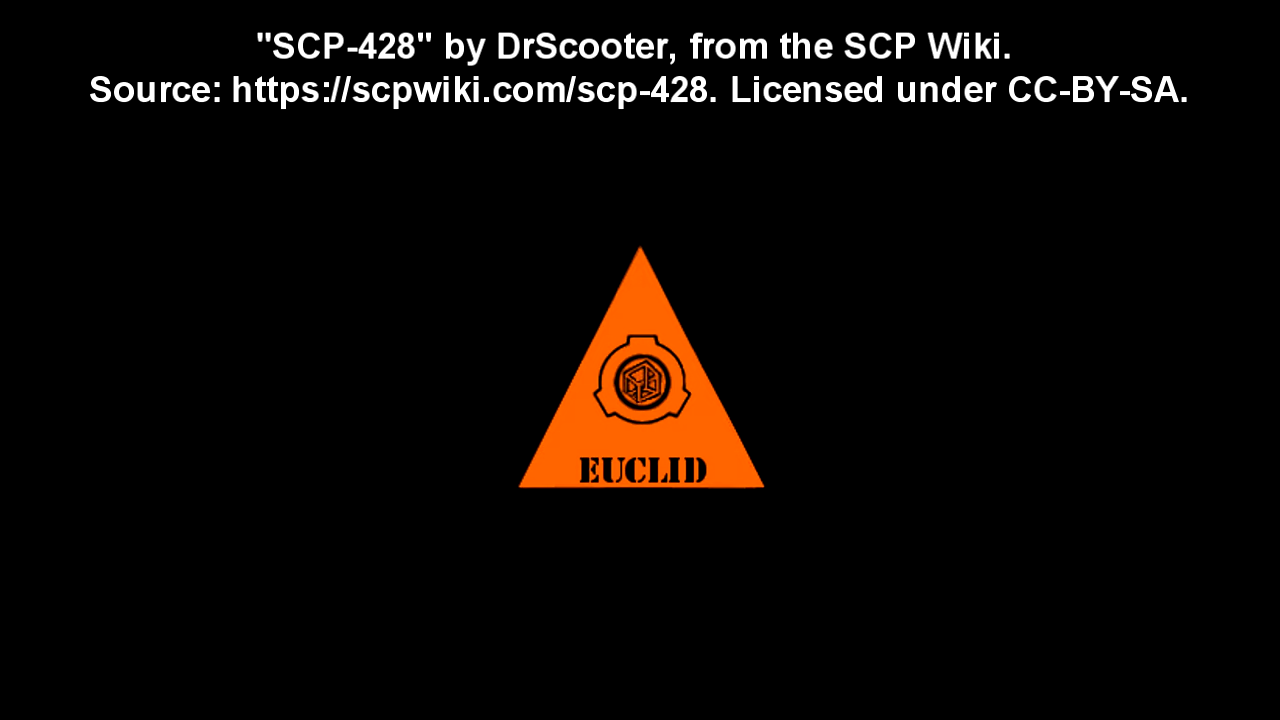 "SCP-428" by DrScooter, from the SCP Wiki.
Source: https://scpwiki.com/scp-428. Licensed under CC-BY-SA.
EUCLID